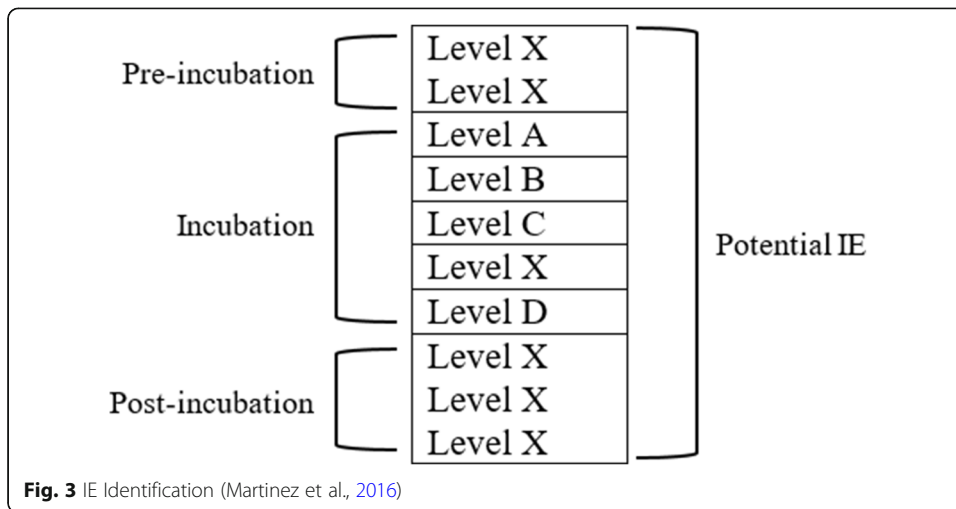 Pre-incubation
Level X
Level X
Incubation
Level A
Level B
Level C
Level X
Level D
Post-incubation
Level X
Level X
Level X
Potential IE
Fig. 3 IE Identification (Martinez et al., 2016)